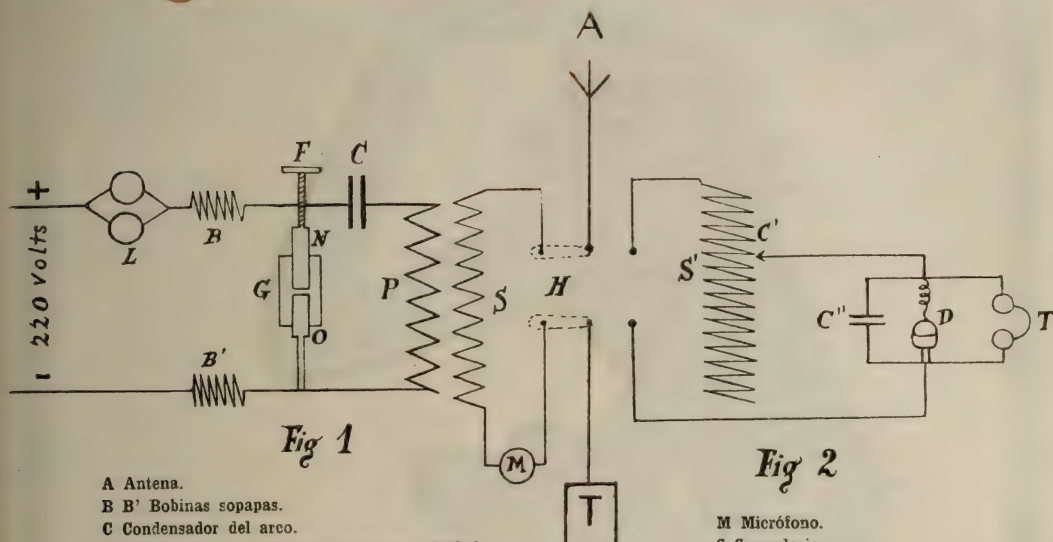 A
F
C
+
L
B
N
G
O
220 volts
-
B'
P
S
H
S'
C'
C"
D
T
M
T
Fig 1
Fig 2
A Antena.
B B' Bobinas sopapas.
C Condensador del arco.
M Micrófono.